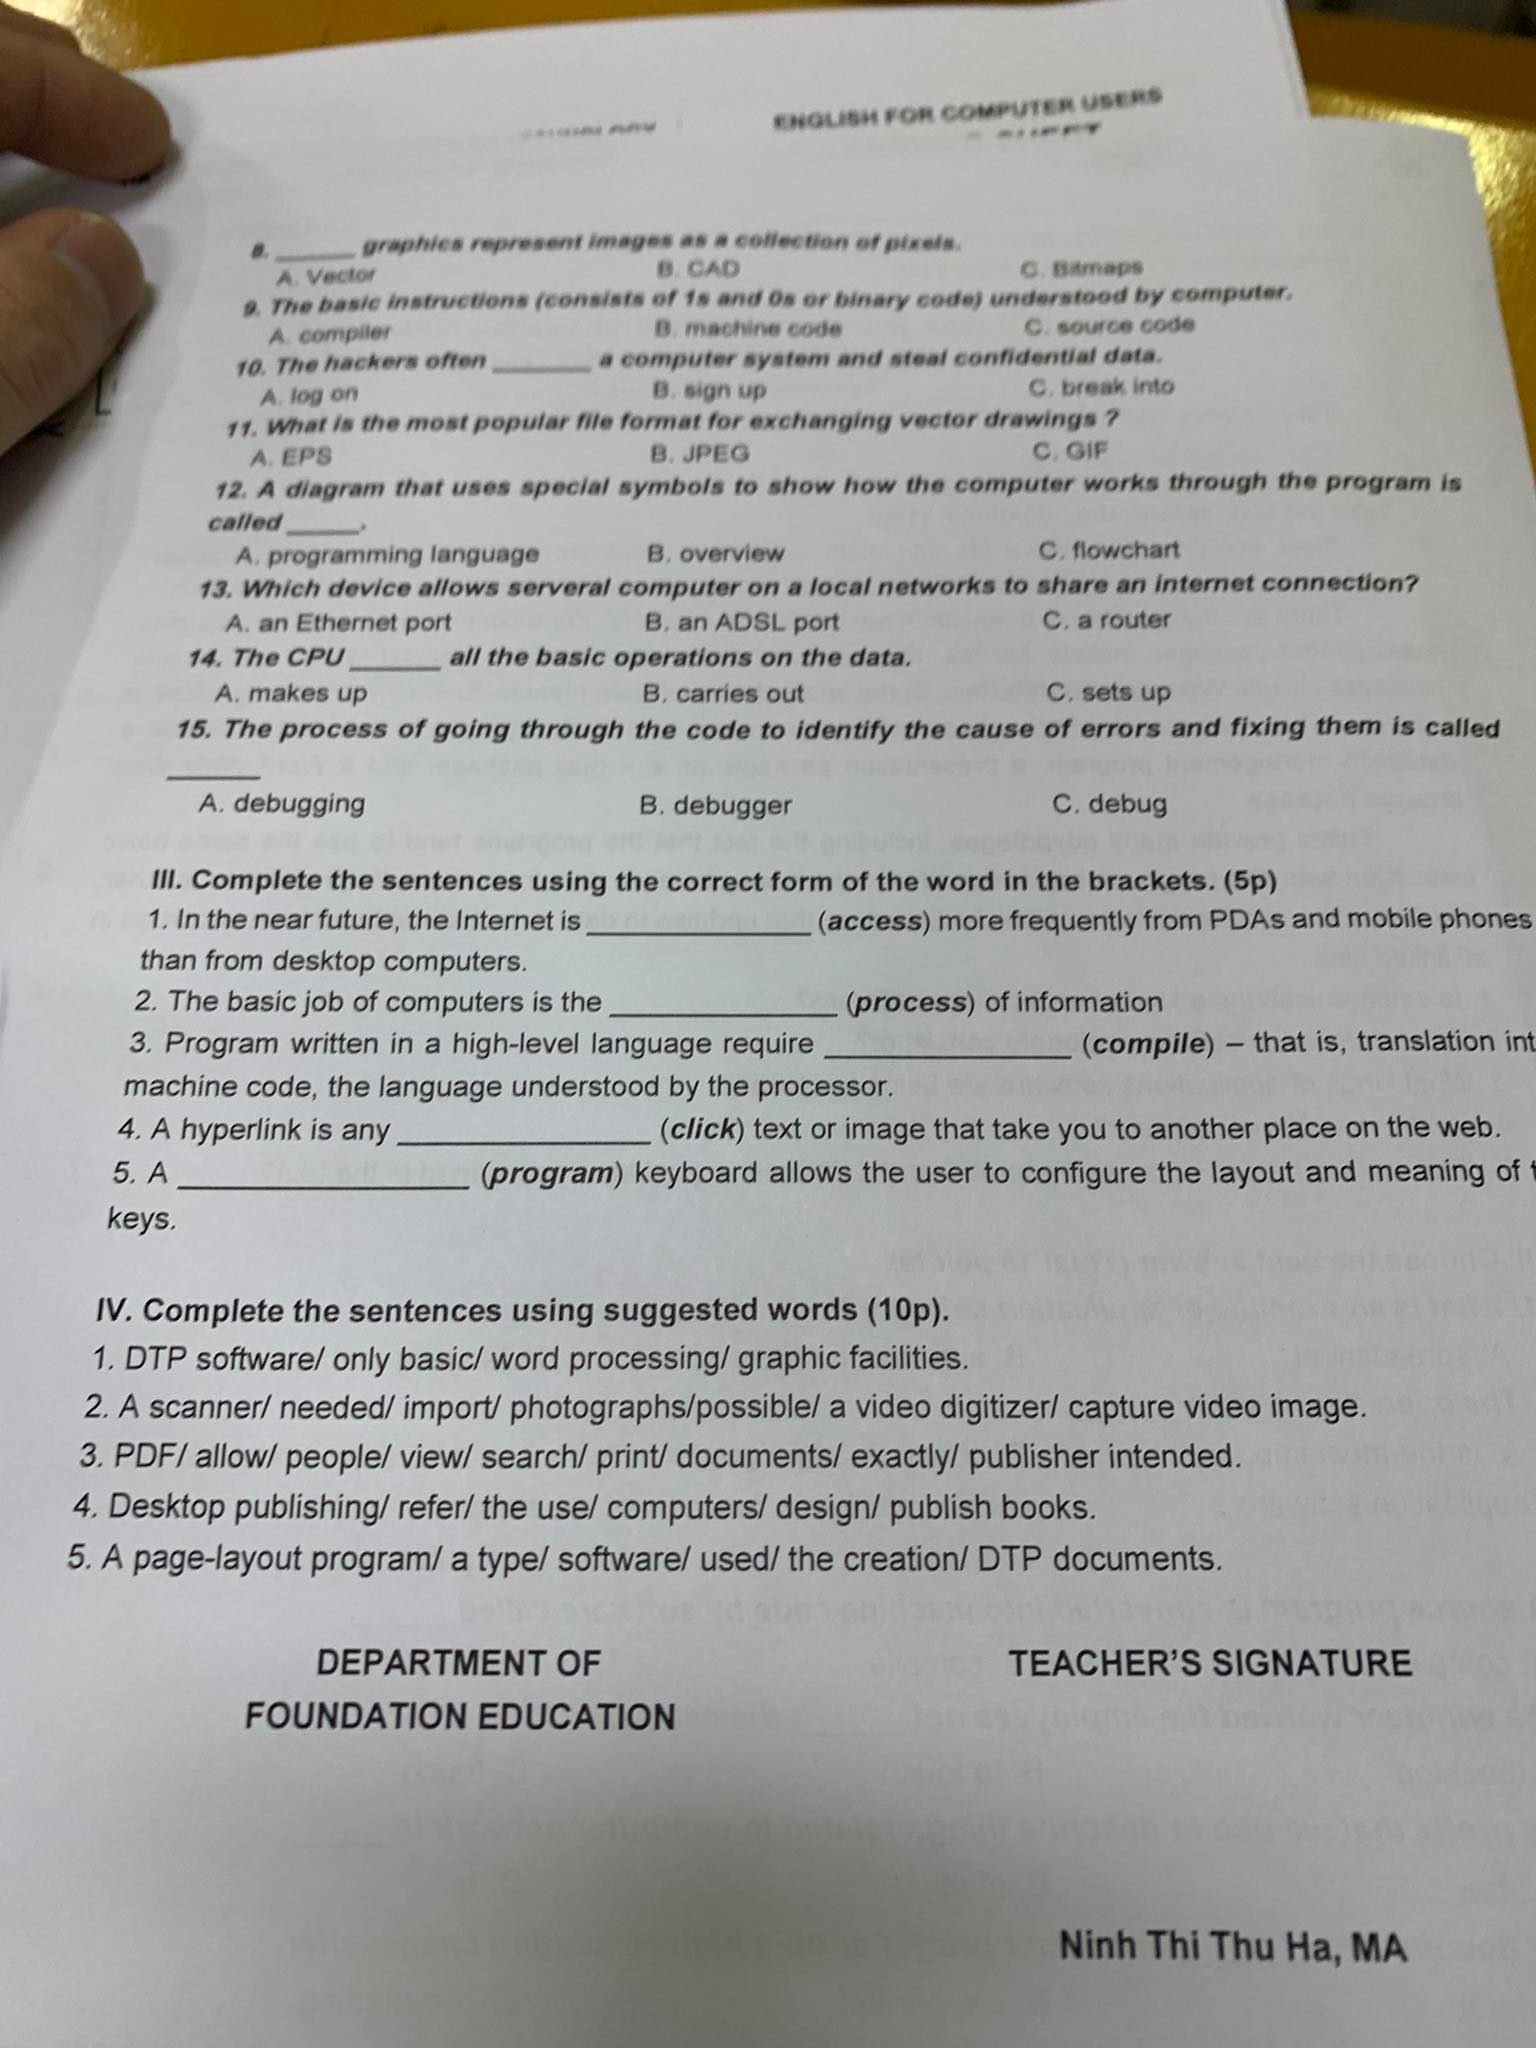 ENGLISH FOR COMPUTER USERS
8. ______ graphics represent images as a collection of pixels.
A. Vector B. CAD C. Bitmaps
9. The basic instructions (consists of 1s and 0s or binary code) understood by computer.
A. compiler B. machine code C. source code
10. The hackers often _______ a computer system and steal confidential data.
A. log on B. sign up C. break into
11. What is the most popular file format for exchanging vector drawings ?
A. EPS B. JPEG C. GIF
12. A diagram that uses special symbols to show how the computer works through the program is
called _____.
A. programming language B. overview C. flowchart
13. Which device allows serveral computer on a local networks to share an internet connection?
A. an Ethernet port B. an ADSL port C. a router
14. The CPU ______ all the basic operations on the data.
A. makes up B. carries out C. sets up
15. The process of going through the code to identify the cause of errors and fixing them is called
______
A. debugging B. debugger C. debug
III. Complete the sentences using the correct form of the word in the brackets. (5p)
1. In the near future, the Internet is ______________ (access) more frequently from PDAs and mobile phones
than from desktop computers.
2. The basic job of computers is the ______________ (process) of information
3. Program written in a high-level language require _______________ (compile) – that is, translation int
machine code, the language understood by the processor.
4. A hyperlink is any ________________ (click) text or image that take you to another place on the web.
5. A __________________ (program) keyboard allows the user to configure the layout and meaning of
keys.
IV. Complete the sentences using suggested words (10p).
1. DTP software/ only basic/ word processing/ graphic facilities.
2. A scanner/ needed/ import/ photographs/possible/ a video digitizer/ capture video image.
3. PDF/ allow/ people/ view/ search/ print/ documents/ exactly/ publisher intended.
4. Desktop publishing/ refer/ the use/ computers/ design/ publish books.
5. A page-layout program/ a type/ software/ used/ the creation/ DTP documents.
DEPARTMENT OF TEACHER'S SIGNATURE
FOUNDATION EDUCATION
Ninh Thi Thu Ha, MA